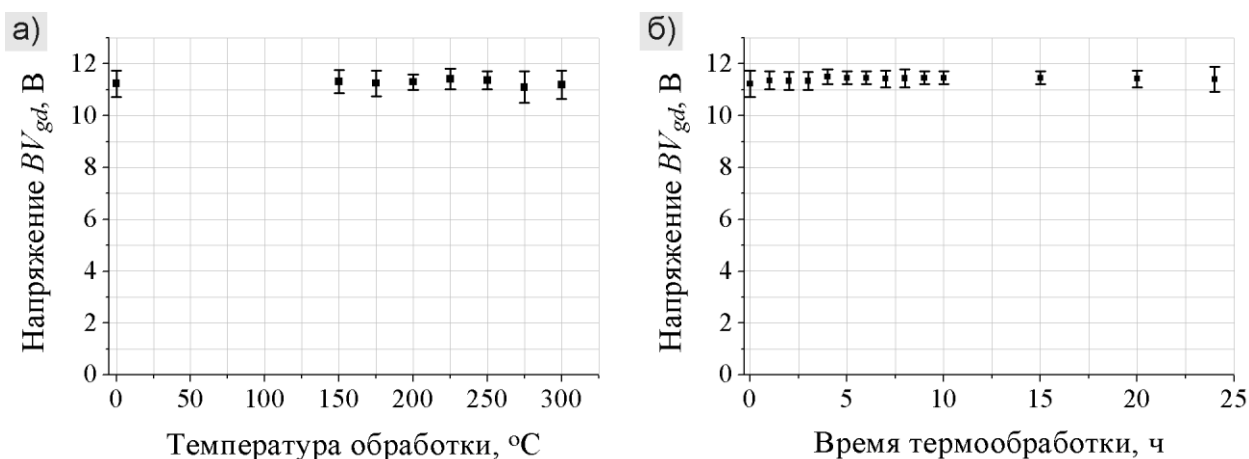 а)
Напряжение BVgd, В
12
10
8
6
4
2
0
0 50 100 150 200 250 300
Температура обработки, °C
б)
Напряжение BVgd, В
12
10
8
6
4
2
0
0 5 10 15 20 25
Время термообработки, ч